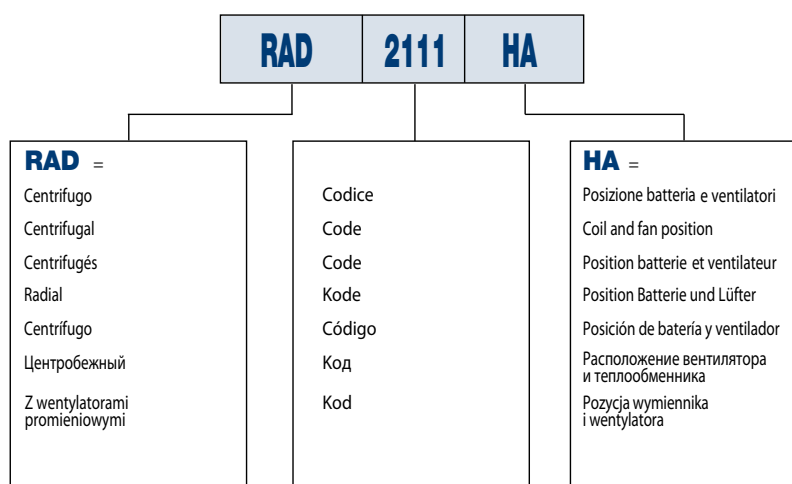 RAD 2111 HA
RAD =
Centrifugo
Centrifugal
Centrifugés
Radial
Centrífugo
Центробежный
Z wentylatorami
promieniowymi
Codice
Code
Code
Kode
Código
Код
Kod
HA =
Posizione batteria e ventilatori
Coil and fan position
Position batterie et ventilateur
Position Batterie und Lüfter
Posición de batería y ventilador
Расположение вентилятора
и теплообменника
Pozycja wymiennika
i wentylatora